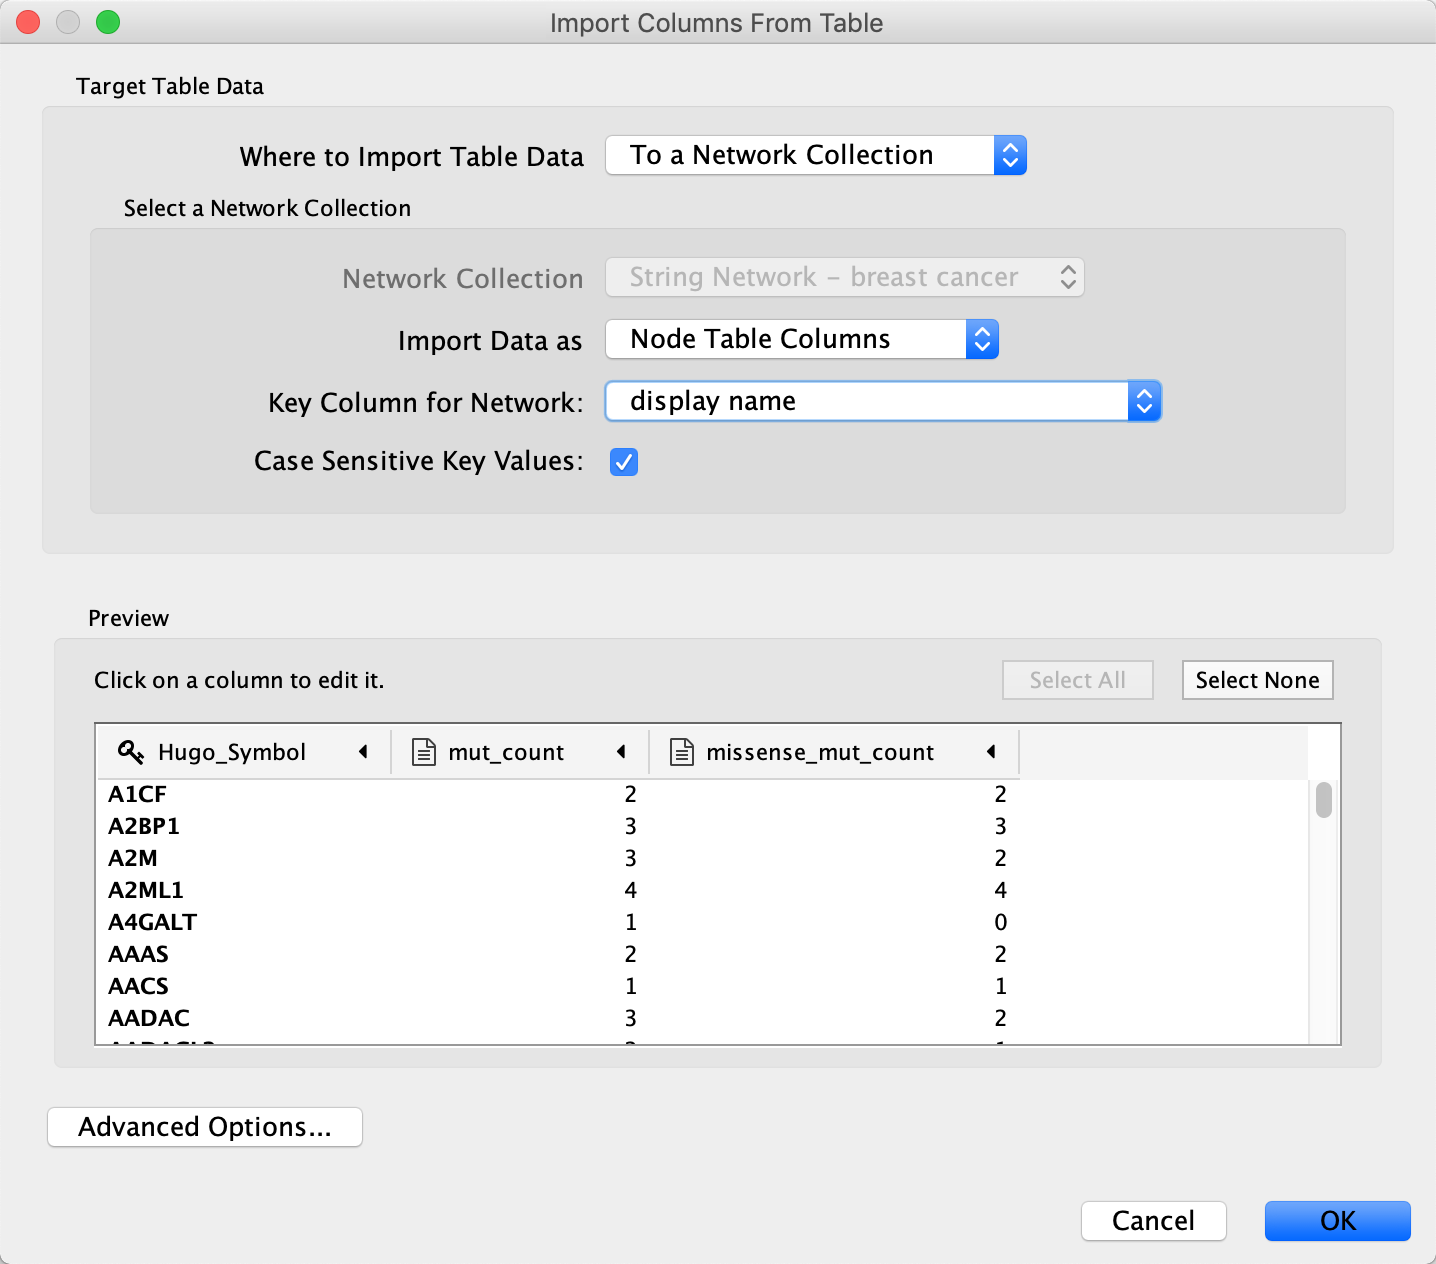 Import Columns From Table
Target Table Data
Where to Import Table Data To a Network Collection
Select a Network Collection
Network Collection String Network – breast cancer
Import Data as Node Table Columns
Key Column for Network: display name
Case Sensitive Key Values:
Preview
Click on a column to edit it. Select All Select None
Hugo_Symbol mut_count missense_mut_count
A1CF 2 2
A2BP1 3 3
A2M 3 2
A2ML1 4 4
A4GALT 1 0
AAAS 2 2
AACS 1 1
AADAC 3 2
Advanced Options...
Cancel OK